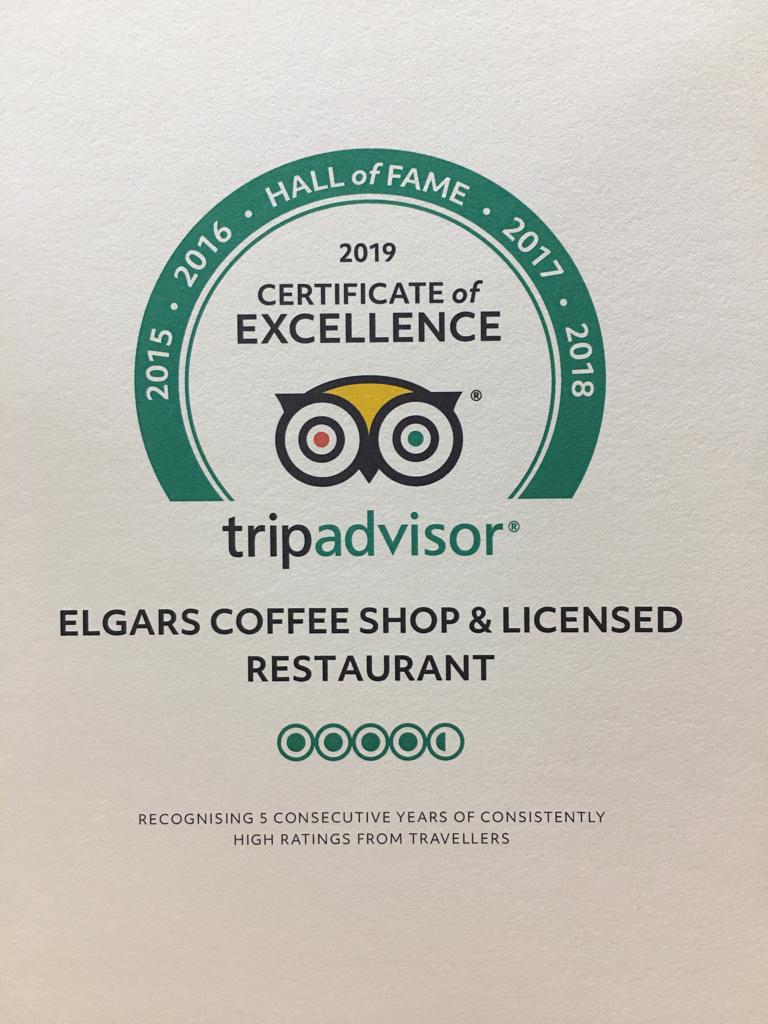 2015 • 2016 • HALL of FAME • 2017 • 2018
2019
CERTIFICATE of
EXCELLENCE
®
tripadvisor®
ELGARS COFFEE SHOP & LICENSED
RESTAURANT
RECOGNISING 5 CONSECUTIVE YEARS OF CONSISTENTLY
HIGH RATINGS FROM TRAVELLERS